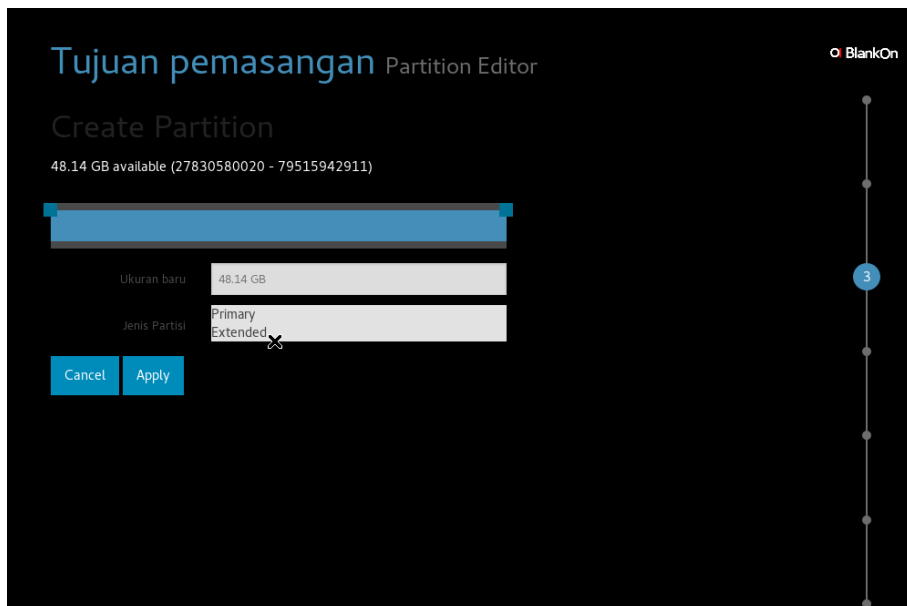 Tujuan pemasangan Partition Editor
BlankOn
Create Partition
48.14 GB available (27830580020 - 79515942911)
Ukuran baru 48.14 GB
3
Jenis Partisi Primary
Extended
Cancel Apply